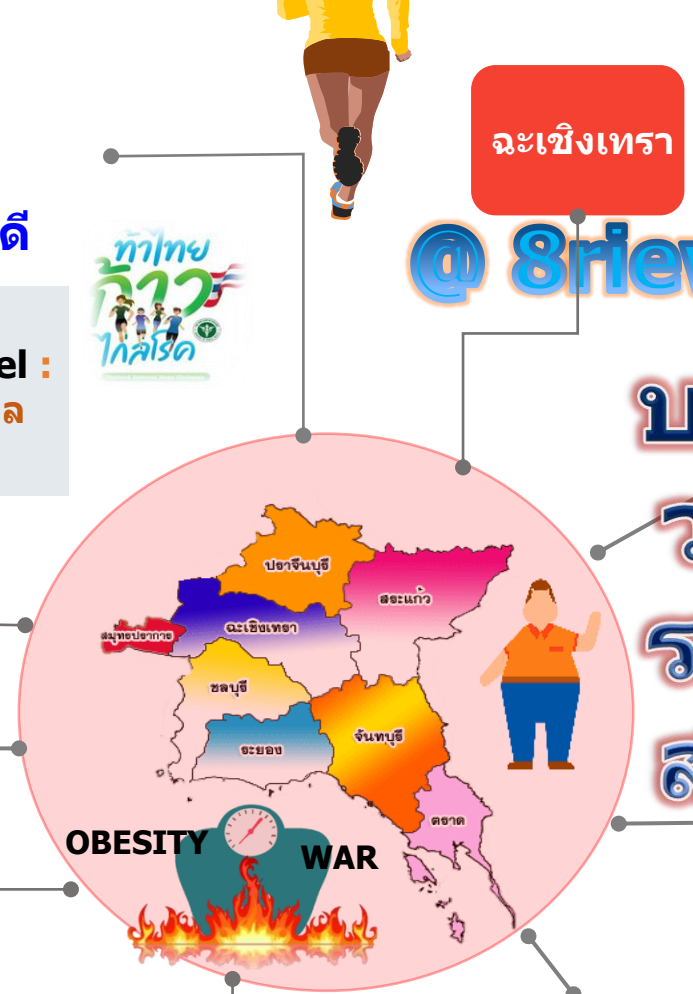 ฉะเชิงเทรา
ดี
ท้าไทย
ก้าว
ไกลโรค
@ 8riew
el :
ล
บ
ว
ร
ส
ปราจีนบุรี
สระแก้ว
ฉะเชิงเทรา
สมุทรปราการ
ชลบุรี
ระยอง
จันทบุรี
ตราด
OBESITY
WAR